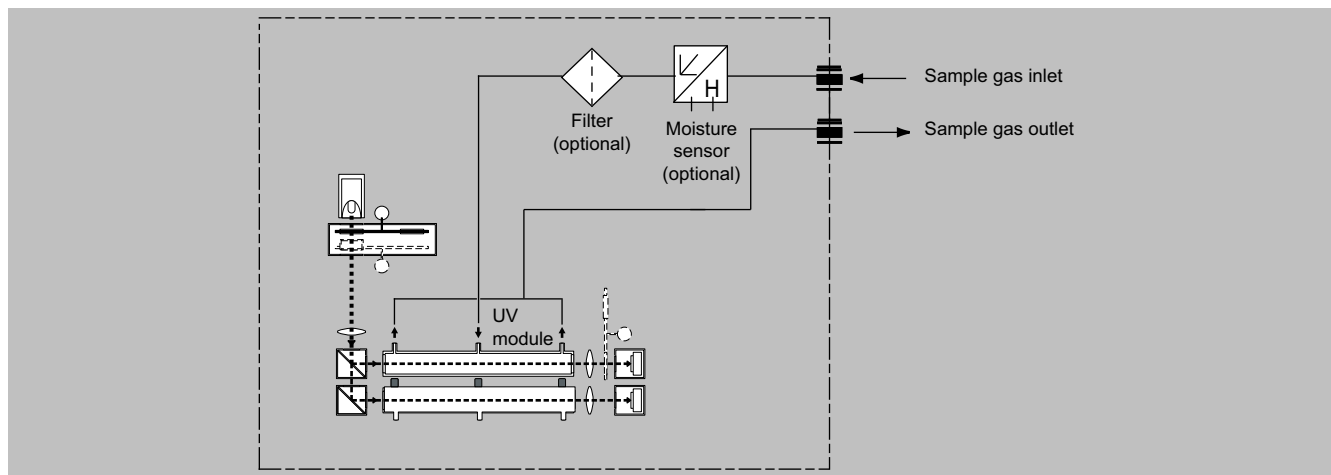 Sample gas inlet
H
Filter
(optional)
Moisture
sensor
(optional)
Sample gas outlet
UV
module